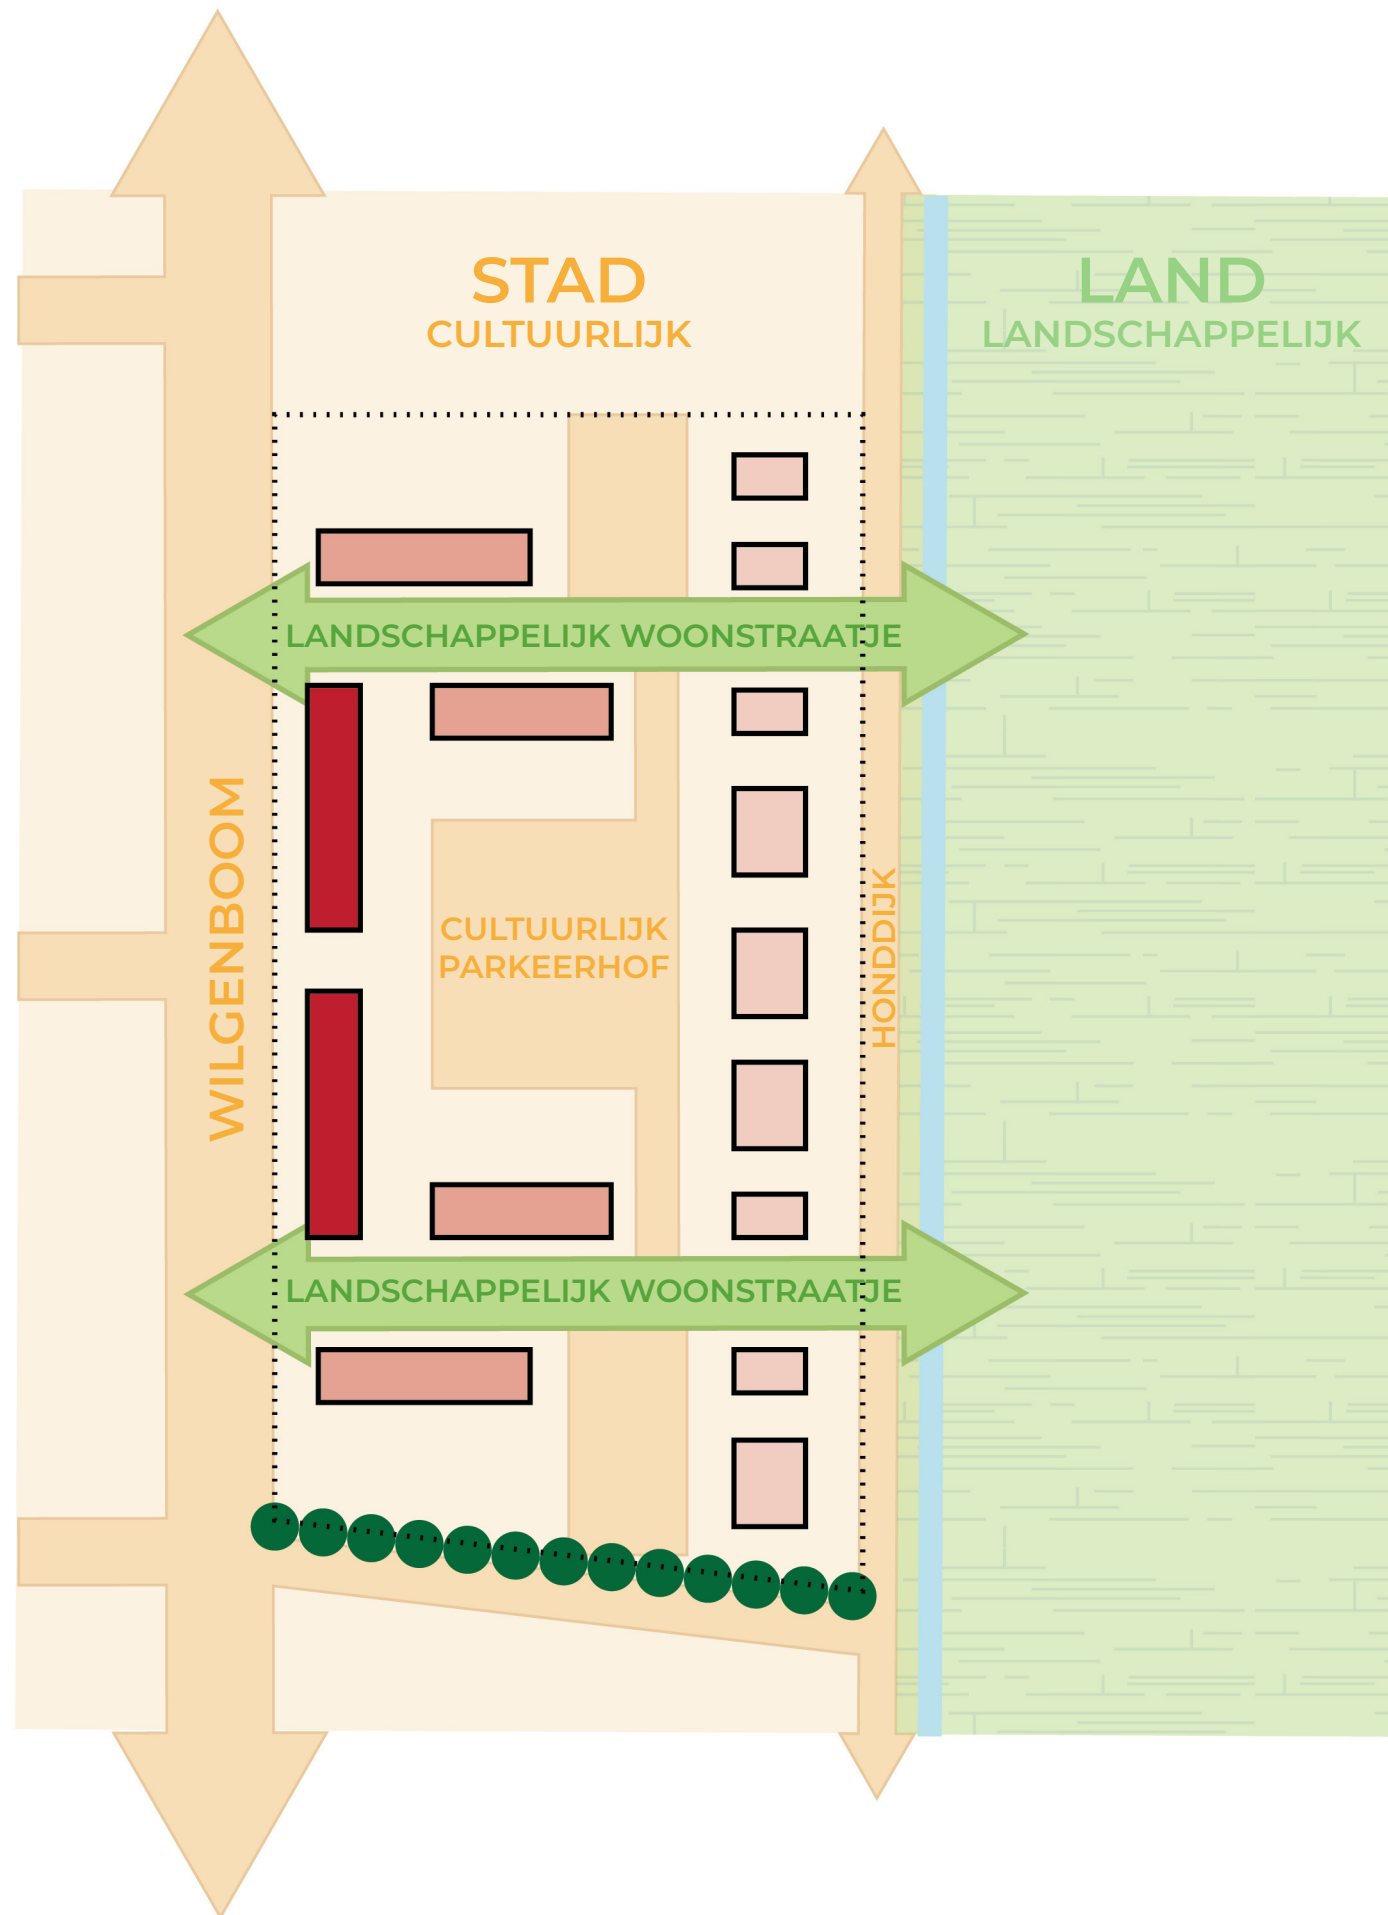 STAD
CULTUURLIJK
LAND
LANDSCHAPPELIJK
LANDSCHAPPELIJK WOONSTRAATJE
WILGENBOOM
CULTUURLIJK
PARKEERHOF
HONDDIJK
LANDSCHAPPELIJK WOONSTRAATJE